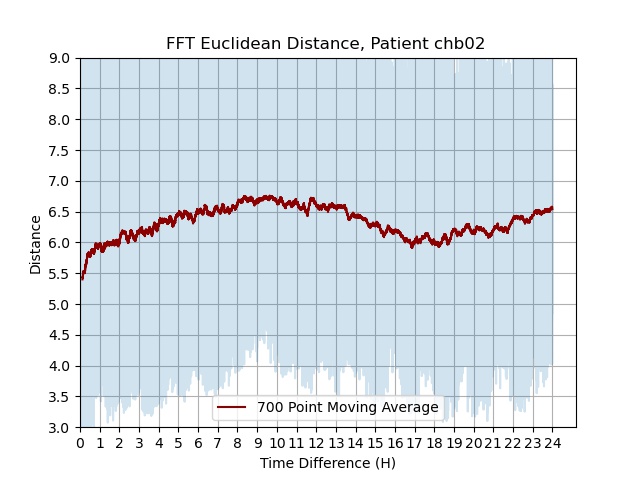 FFT Euclidean Distance, Patient chb02
9.0
8.5
8.0
7.5
7.0
6.5
6.0
5.5
5.0
4.5
4.0
3.5
3.0
Distance
700 Point Moving Average
0 1 2 3 4 5 6 7 8 9 10 11 12 13 14 15 16 17 18 19 20 21 22 23 24
Time Difference (H)